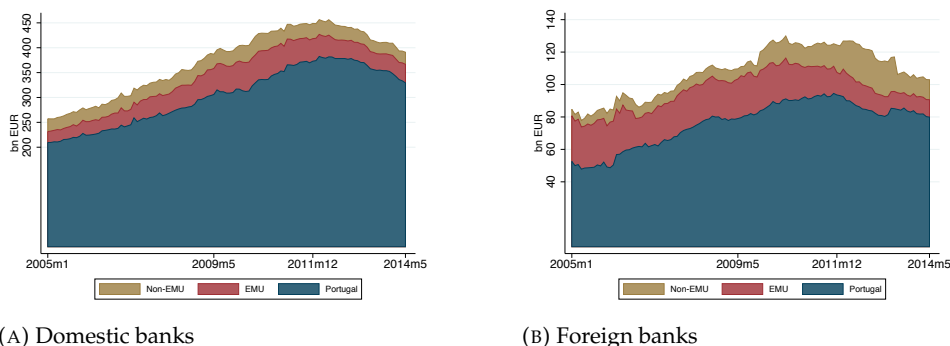 450
400
350
300
250
200
bn EUR
2005m1
2009m5
2011m12
2014m5
Non-EMU
EMU
Portugal
(A) Domestic banks
140
120
100
80
60
40
bn EUR
2005m1
2009m5
2011m12
2014m5
Non-EMU
EMU
Portugal
(B) Foreign banks